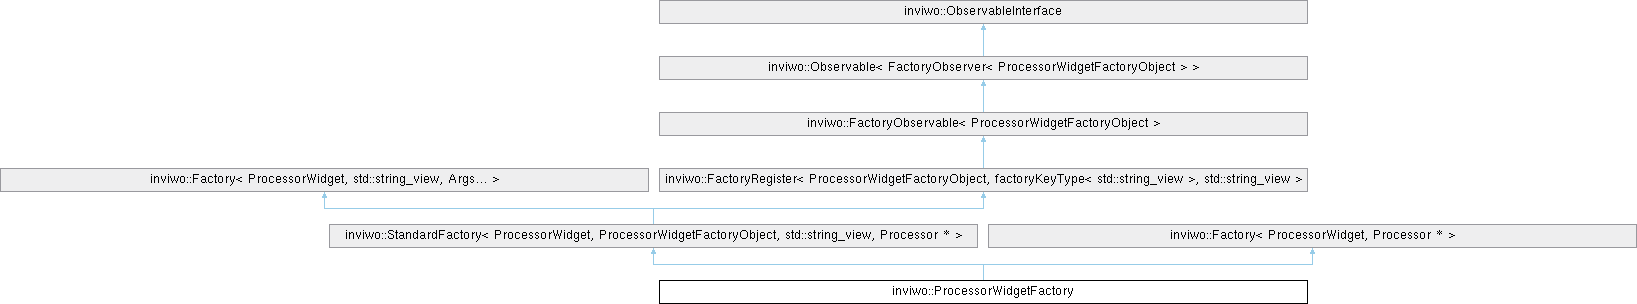 inviwo::ObservableInterface
inviwo::Observable< FactoryObserver< ProcessorWidgetFactoryObject > >
inviwo::FactoryObservable< ProcessorWidgetFactoryObject >
inviwo::Factory< ProcessorWidget, std::string_view, Args... >
inviwo::FactoryRegister< ProcessorWidgetFactoryObject, factoryKeyType< std::string_view >, std::string_view >
inviwo::StandardFactory< ProcessorWidget, ProcessorWidgetFactoryObject, std::string_view, Processor * >
inviwo::Factory< ProcessorWidget, Processor * >
inviwo::ProcessorWidgetFactory